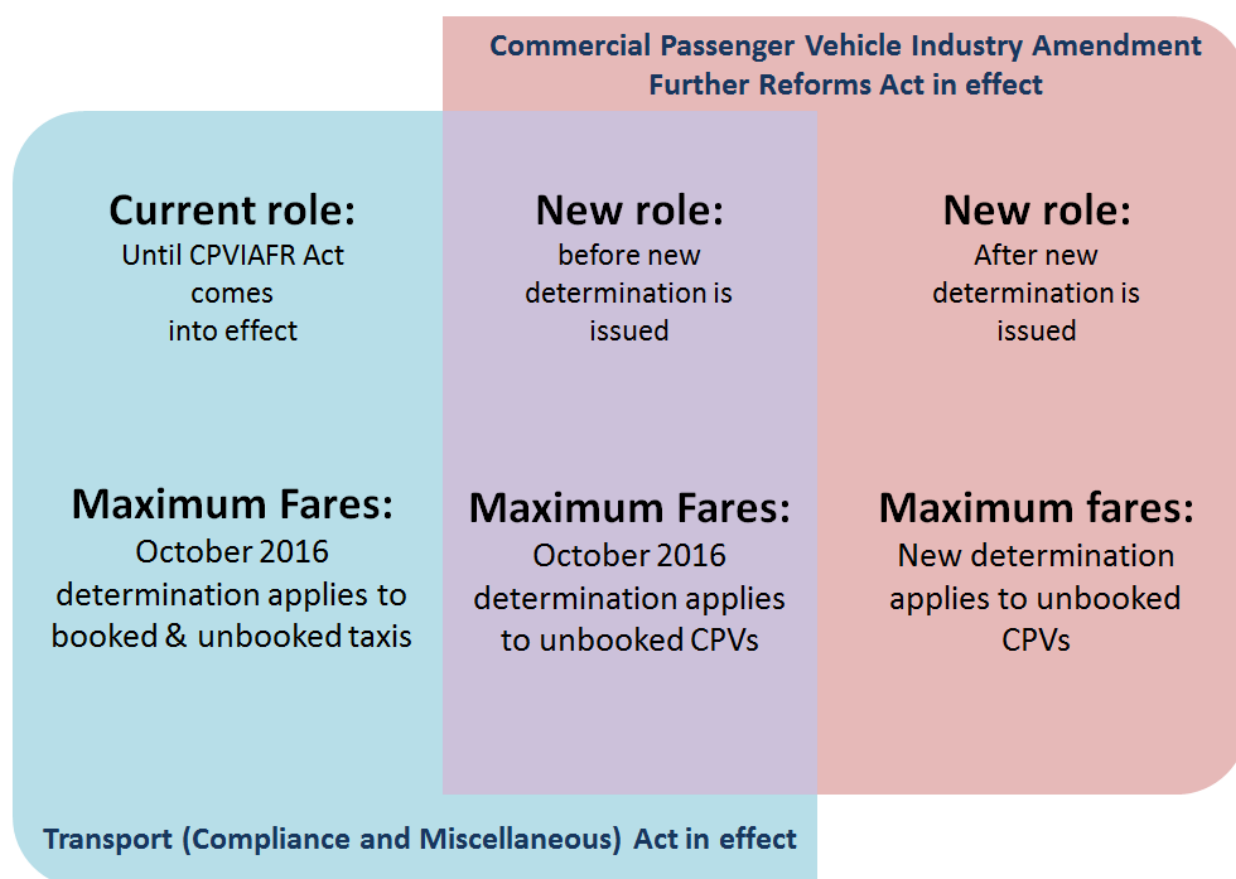 Commercial Passenger Vehicle Industry Amendment
Further Reforms Act in effect
Current role:
Until CPVIAFR Act
comes
into effect
Maximum Fares:
October 2016
determination applies to
booked & unbooked taxis
New role:
before new
determination is
issued
Maximum Fares:
October 2016
determination applies
to unbooked CPVs
New role:
After new
determination is
issued
Maximum fares:
New determination
applies to unbooked
CPVs
Transport (Compliance and Miscellaneous) Act in effect